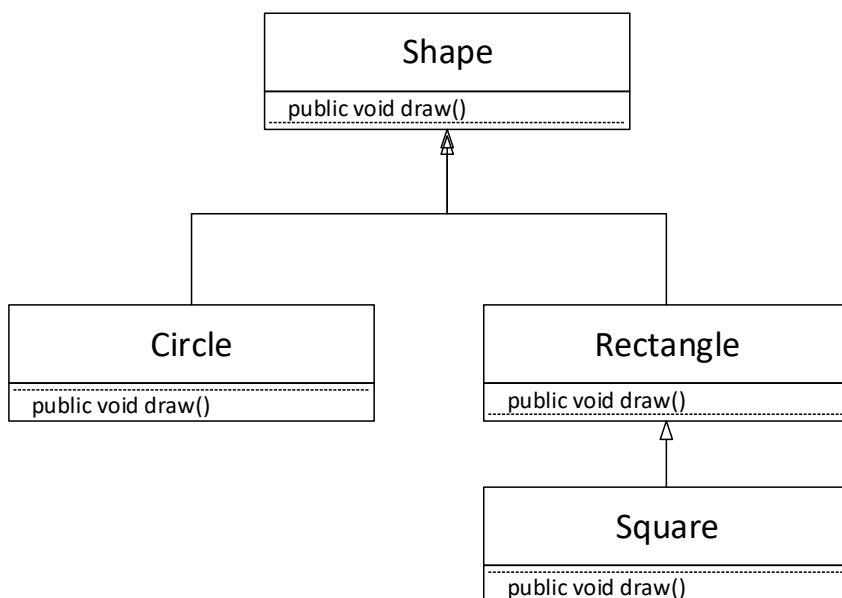 Shape
public void draw()
Circle
public void draw()
Rectangle
public void draw()
Square
public void draw()